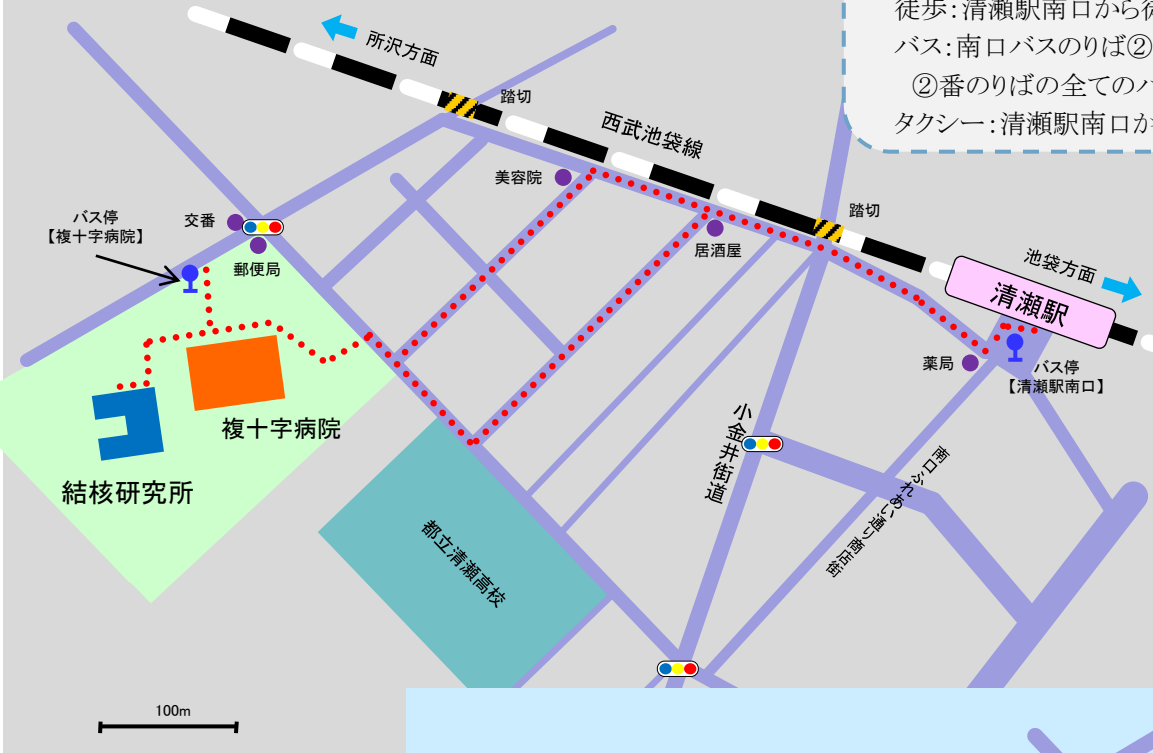 徒歩：清瀬駅南口から徒
バス：南口バスのりば②
②番のりばの全てのバ
タクシー：清瀬駅南口か
所沢方面
踏切
西武池袋線
美容院
踏切
バス停
【複十字病院】
交番
郵便局
居酒屋
池袋方面
清瀬駅
薬局
バス停
【清瀬駅南口】
小金井街道
複十字病院
南口ふれあい通り商店街
結核研究所
都立清瀬高校
100m